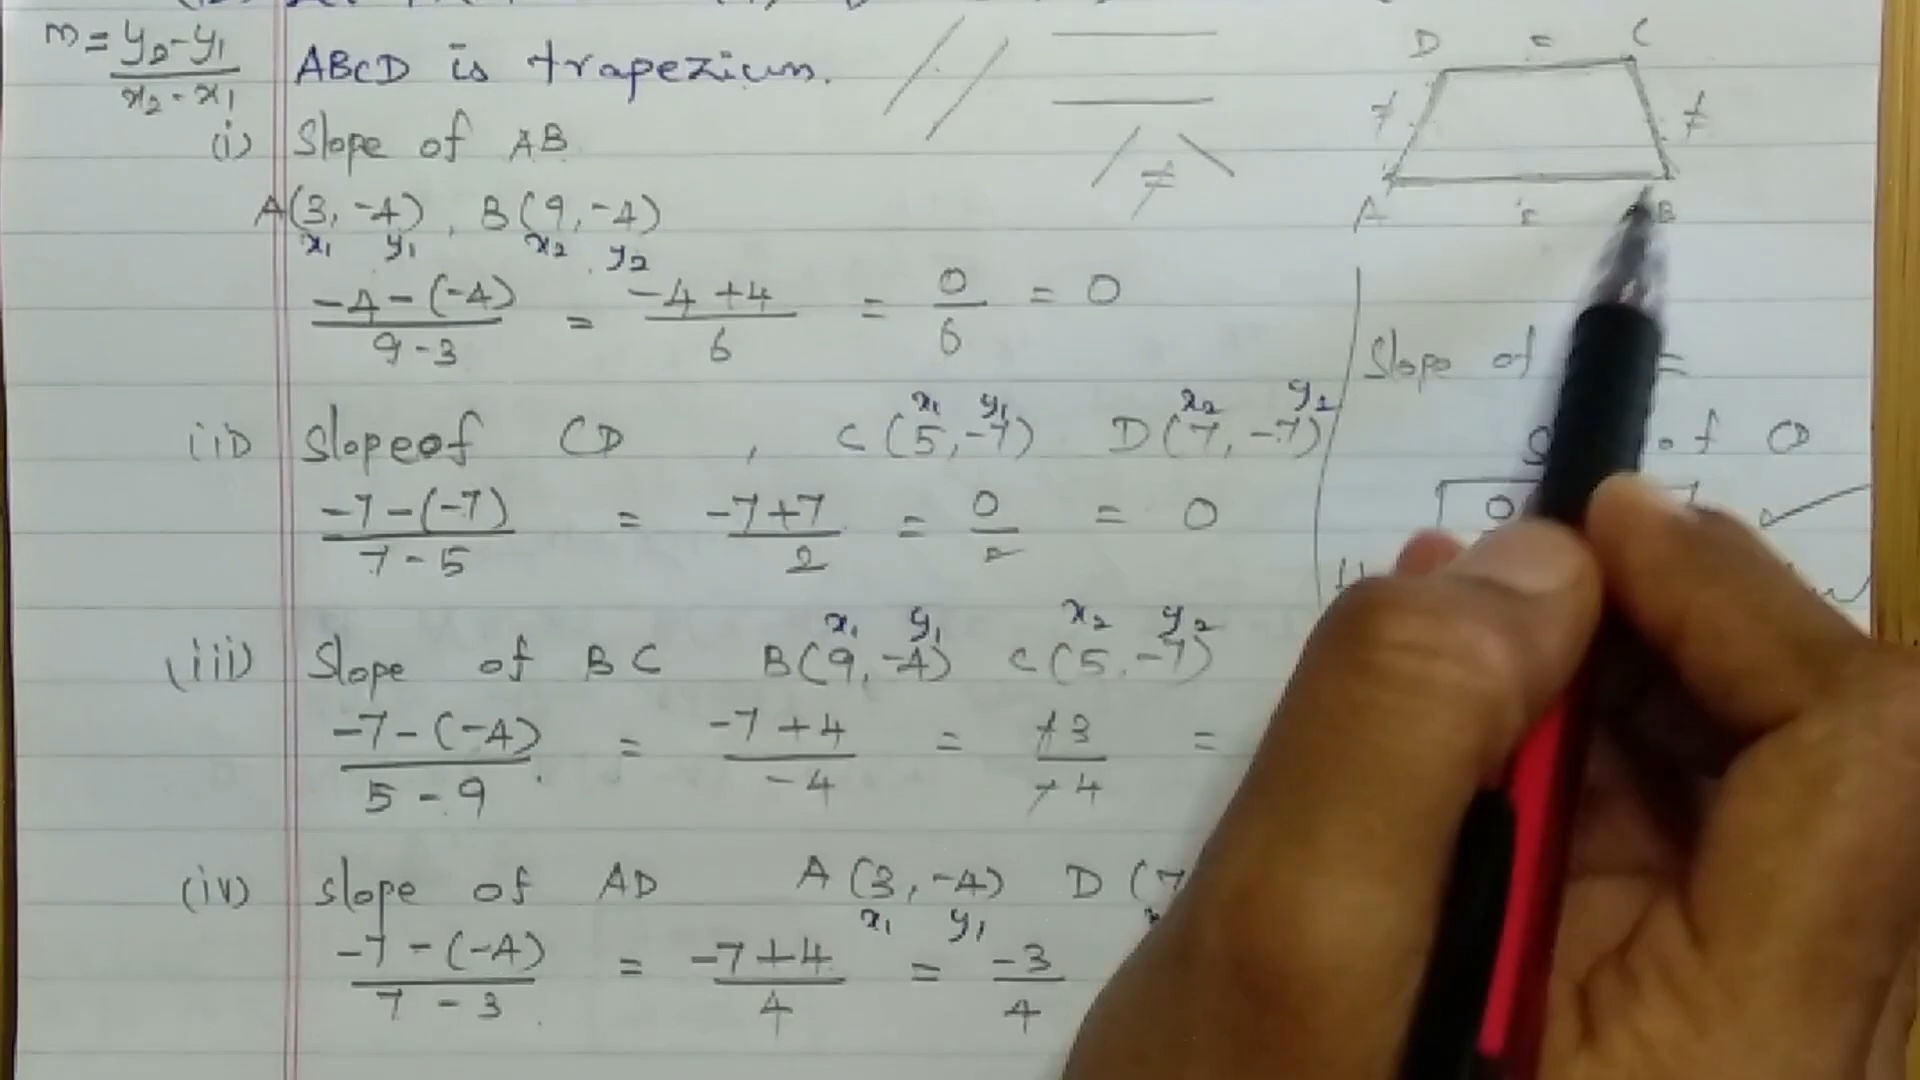 m = y₂-y₁ / x₂-x₁
ABCD is trapezium.
D = C
≠ ≠
A = B
≠
(i) Slope of AB
A(3, -4), B(9, -4)
x₁ y₁ x₂ y₂
-4-(-4) / 9-3 = -4+4 / 6 = 0 / 6 = 0
Slope of =
of CD
0
x₁ y₁ x₂ y₂
(ii) Slope of CD , C(5,-7) D(7,-7)
-7-(-7) / 7-5 = -7+7 / 2 = 0 / 2 = 0
x₁ y₁ x₂ y₂
(iii) Slope of BC B(9,-4) C(5,-7)
-7-(-4) / 5-9 = -7+4 / -4 = -3 / -4 =
(iv) slope of AD A(3,-4) D(7
x₁ y₁
-7-(-4) / 7-3 = -7+4 / 4 = -3 / 4